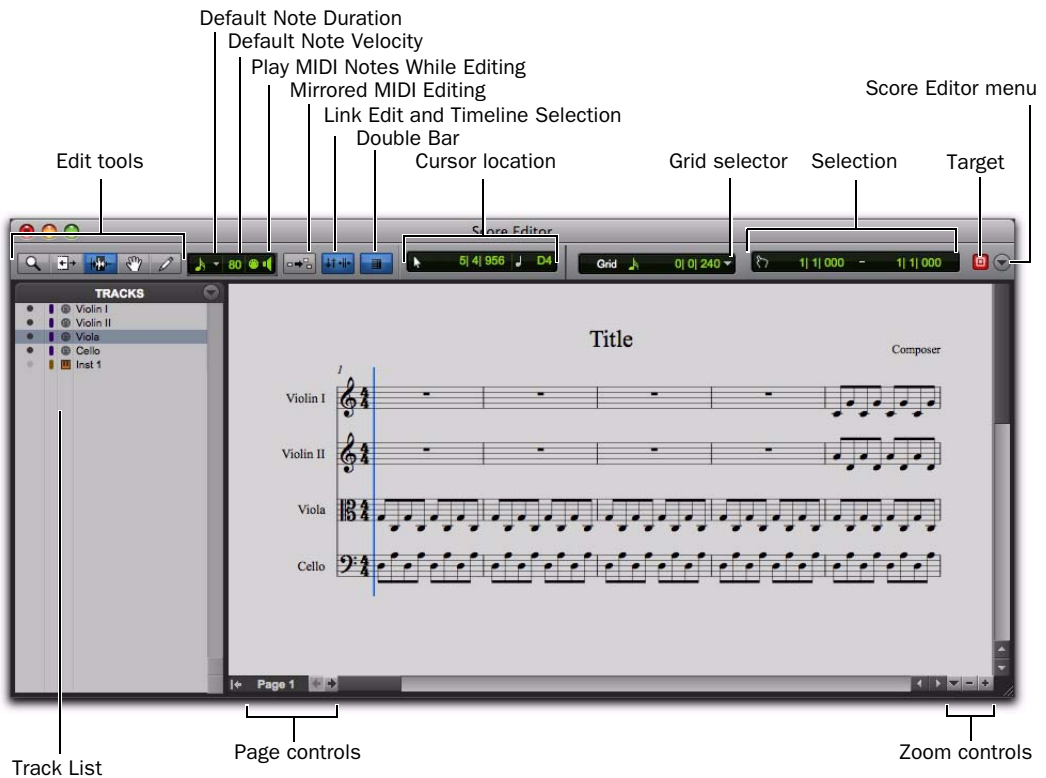 Default Note Duration
Default Note Velocity
Play MIDI Notes While Editing
Mirrored MIDI Editing
Score Editor menu
Link Edit and Timeline Selection
Double Bar
Edit tools
Cursor location
Grid selector
Selection
Target
Score Editor
80
5| 4| 956
D4
Grid
0| 0| 240
1| 1| 000 - 1| 1| 000
TRACKS
Violin I
Violin II
Viola
Cello
Inst 1
Title
Composer
1
Violin I
Violin II
Viola
Cello
Page 1
Page controls
Zoom controls
Track List